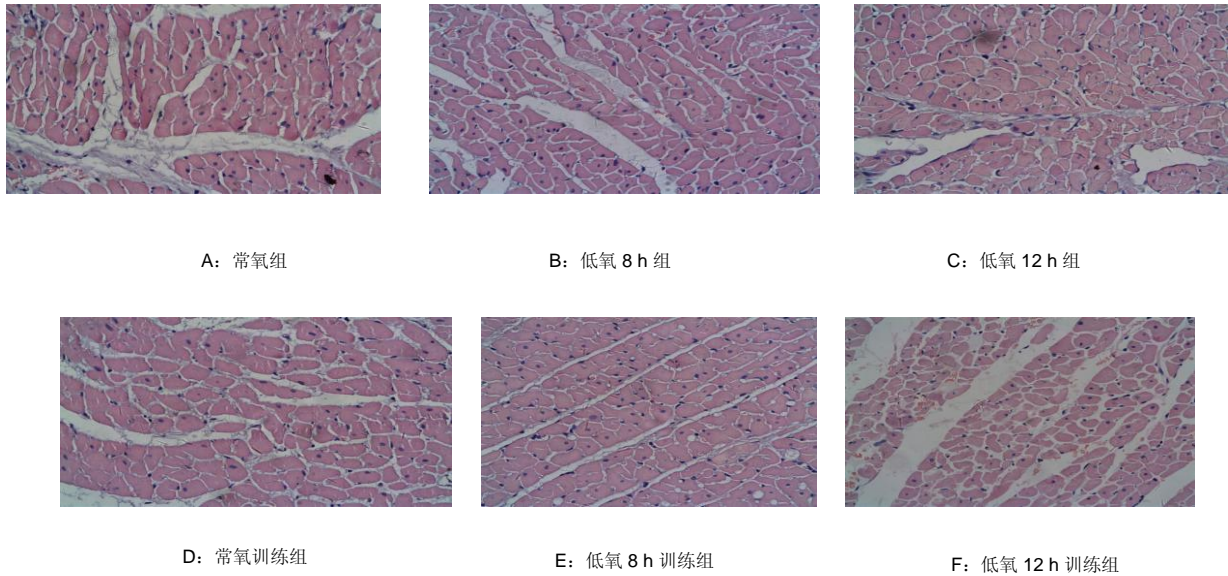 A：常氧组
B：低氧 8 h 组
C：低氧 12 h 组
D：常氧训练组
E：低氧 8 h 训练组
F：低氧 12 h 训练组